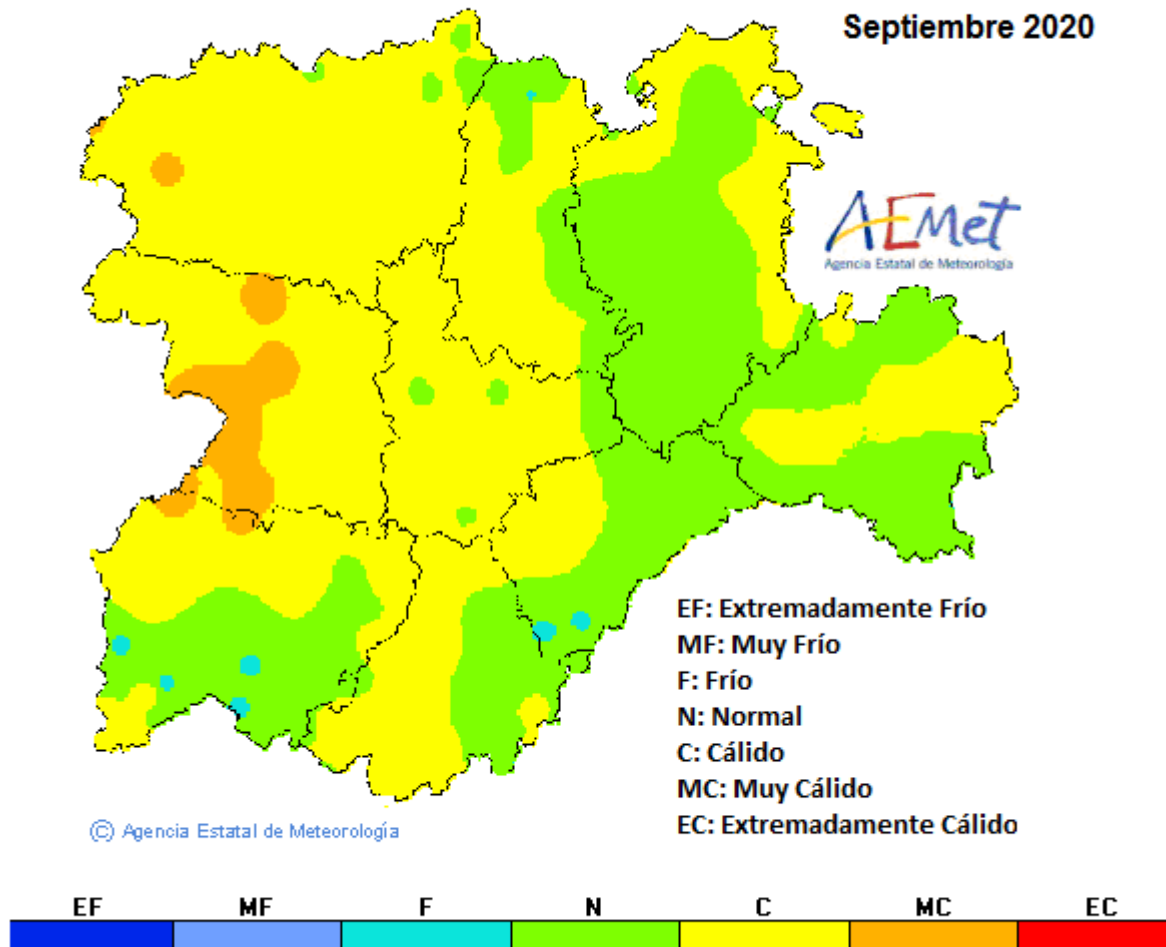 Septiembre 2020
AEMet
Agencia Estatal de Meteorología
EF: Extremadamente Frío
MF: Muy Frío
F: Frío
N: Normal
C: Cálido
MC: Muy Cálido
EC: Extremadamente Cálido
© Agencia Estatal de Meteorología
EF MF F N C MC EC